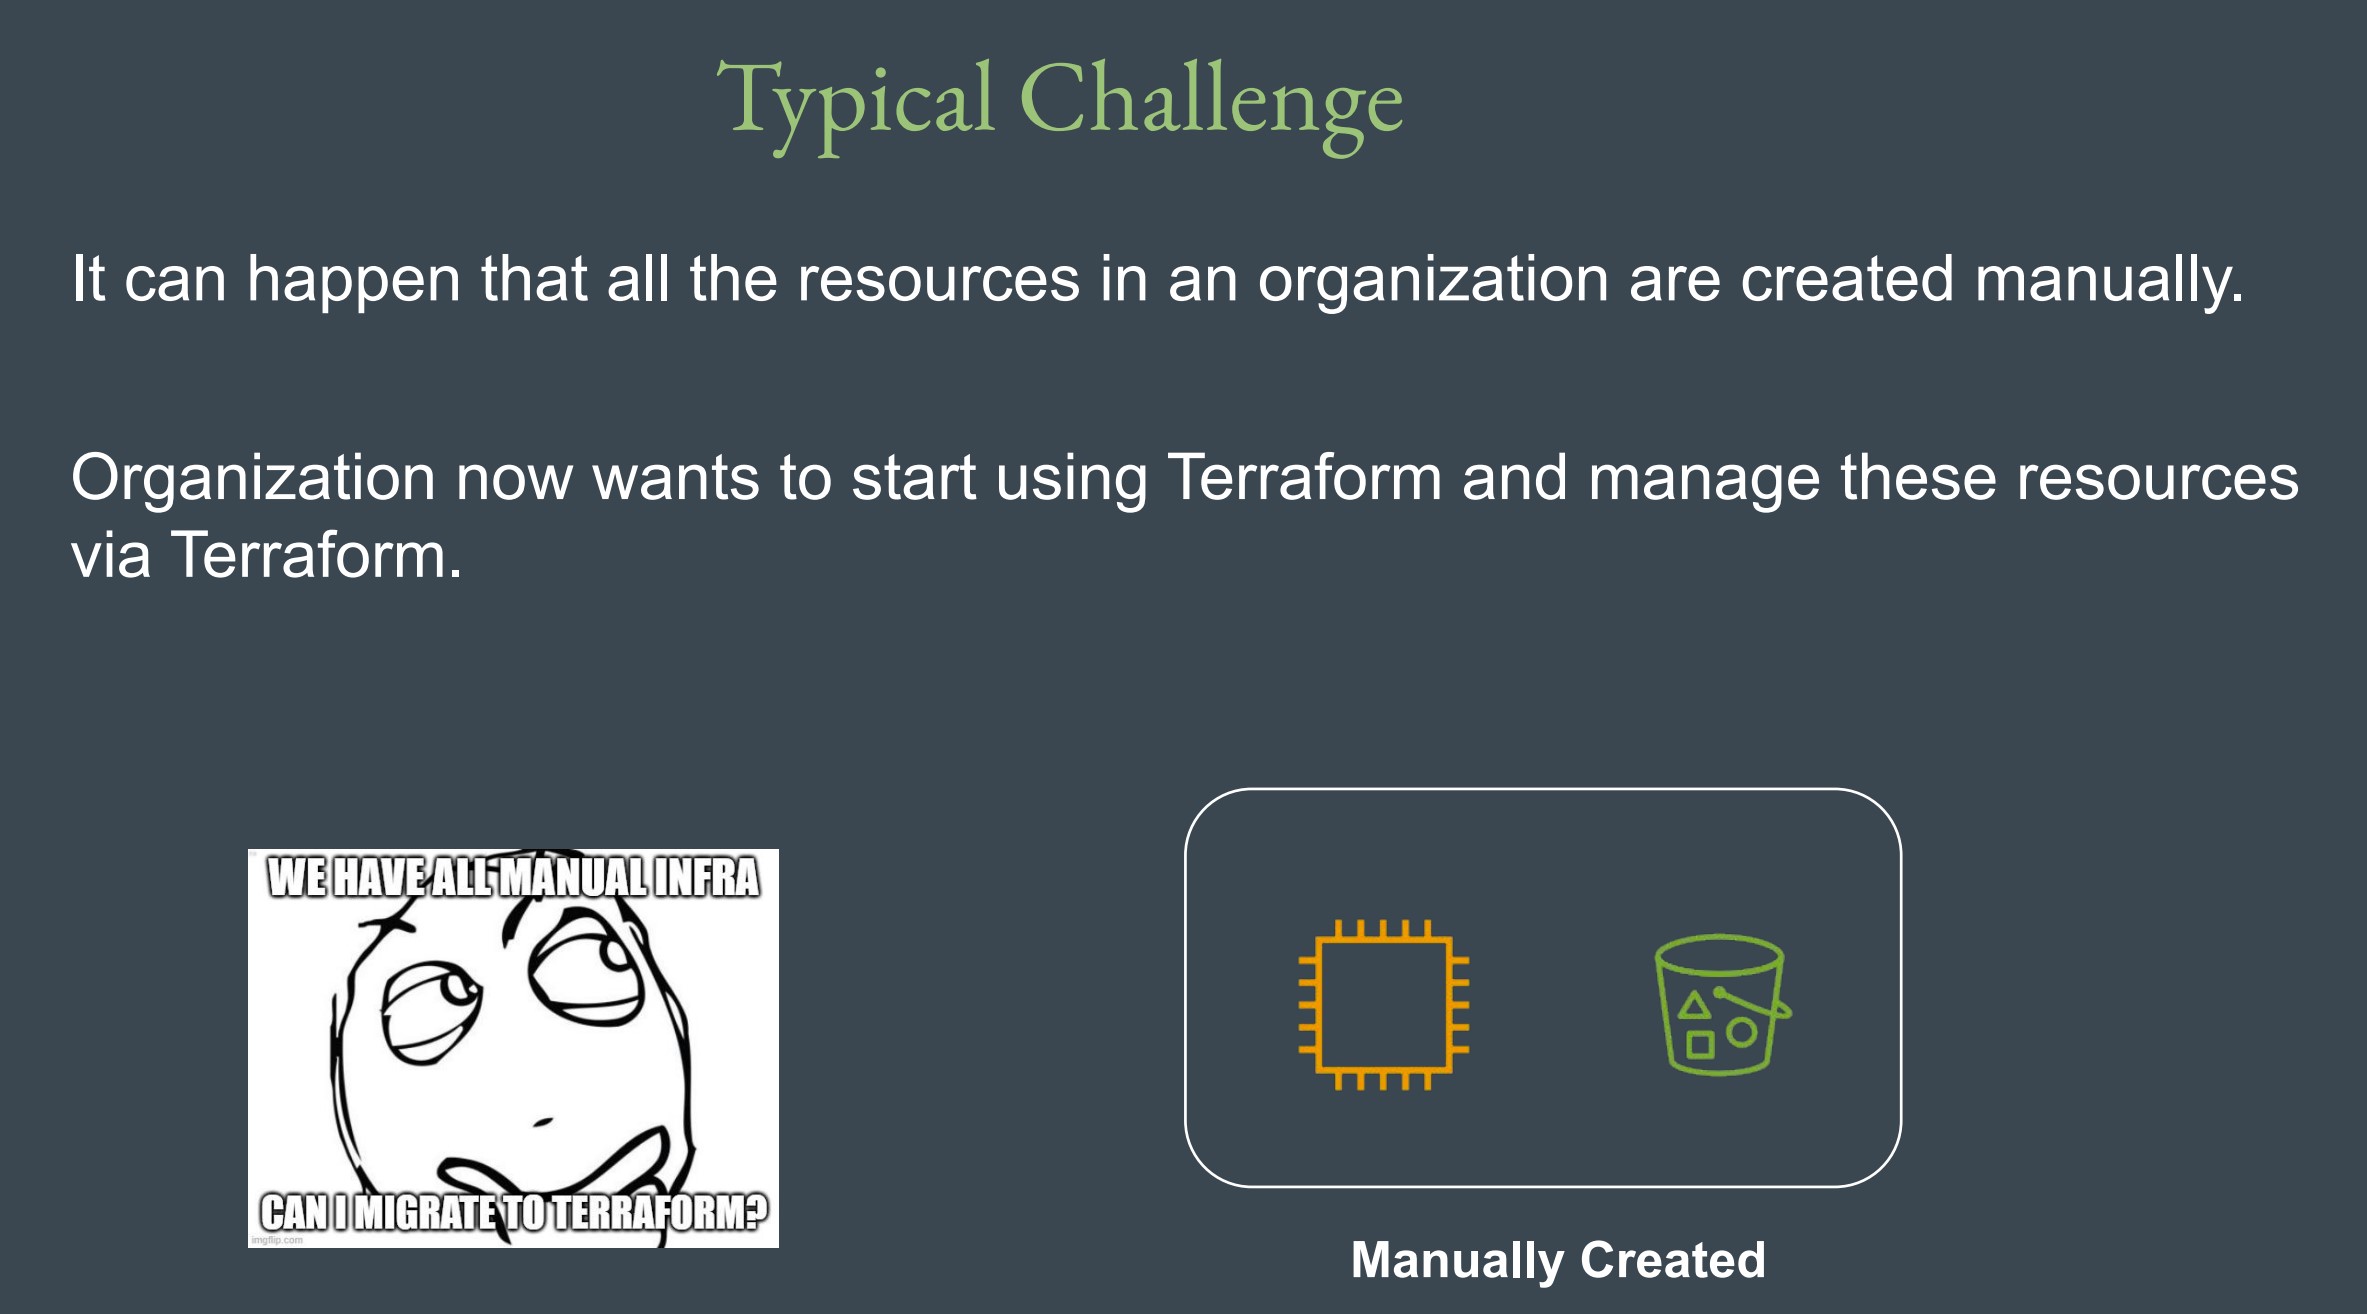 Typical Challenge
It can happen that all the resources in an organization are created manually.
Organization now wants to start using Terraform and manage these resources
via Terraform.
WE HAVE ALL MANUAL INFRA
CAN I MIGRATE TO TERRAFORM?
imgflip.com
Manually Created